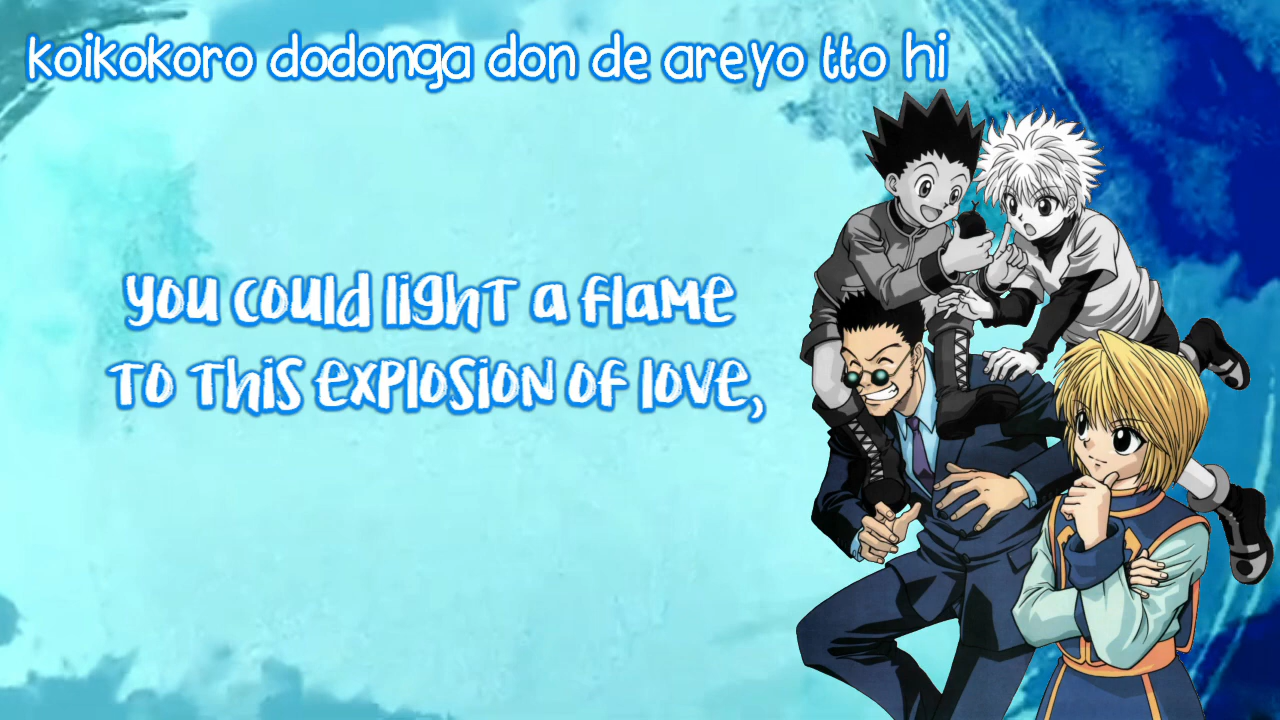 koikokoro dodonga don de areyo tto hi
you could light a flame
to this explosion of love,